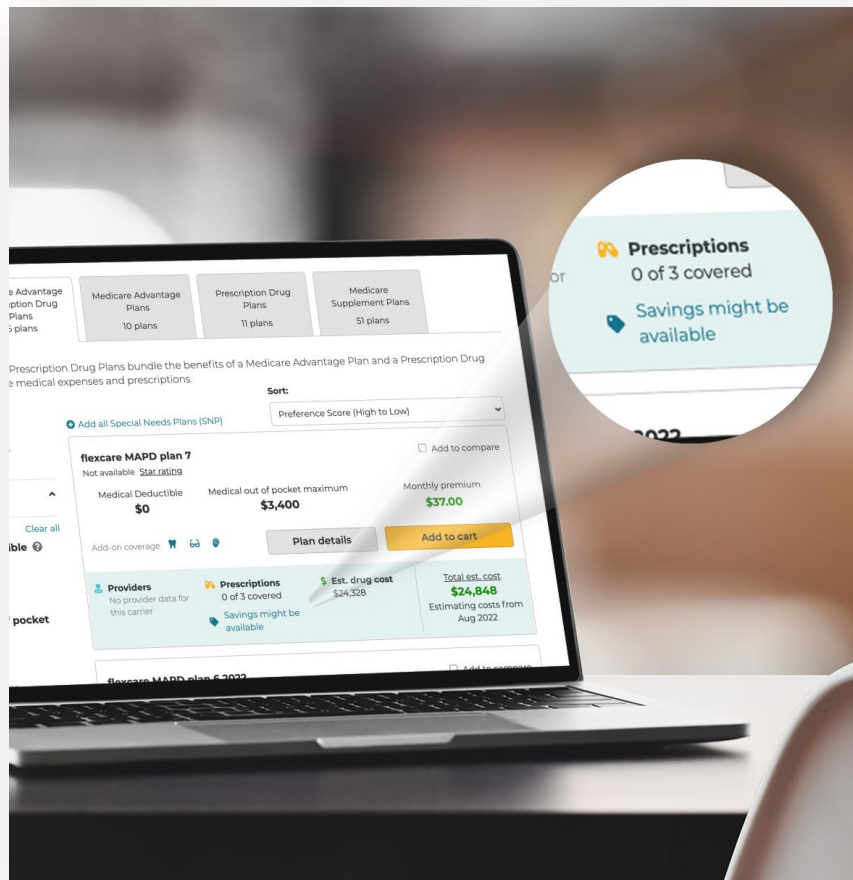 e Advantage
ption Drug
Plans
5 plans
Medicare Advantage
Plans
10 plans
Prescription Drug
Plans
11 plans
Medicare
Supplement Plans
51 plans
Prescription Drug Plans bundle the benefits of a Medicare Advantage Plan and a Prescription Drug
e medical expenses and prescriptions.
Sort:
Add all Special Needs Plans (SNP)
Preference Score (High to Low)
flexcare MAPD plan 7
Add to compare
Not available Star rating
Medical Deductible
$0
Medical out of pocket maximum
$3,400
Monthly premium
$37.00
Clear all
ible
Add-on coverage
Plan details
Add to cart
pocket
Providers
No provider data for
this carrier
Prescriptions
0 of 3 covered
Savings might be
available
$ Est. drug cost
$24,328
Total est. cost
$24,848
Estimating costs from
Aug 2022
flexcare MAPD plan 6 2022
Add to compare
or
Prescriptions
0 of 3 covered
Savings might be
available
2022